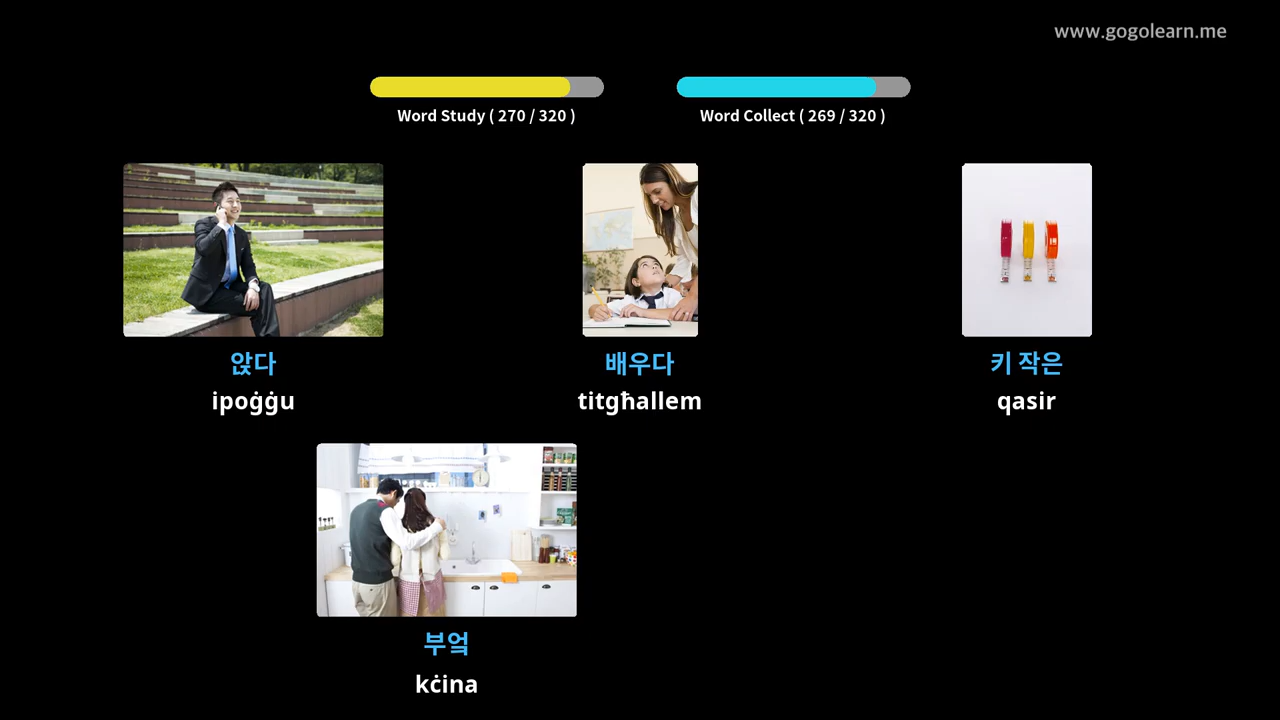 www.gogolearn.me
Word Study ( 270 / 320 )
Word Collect ( 269 / 320 )
앉다
ipoġġu
배우다
titgħallem
키 작은
qasir
부엌
kċina